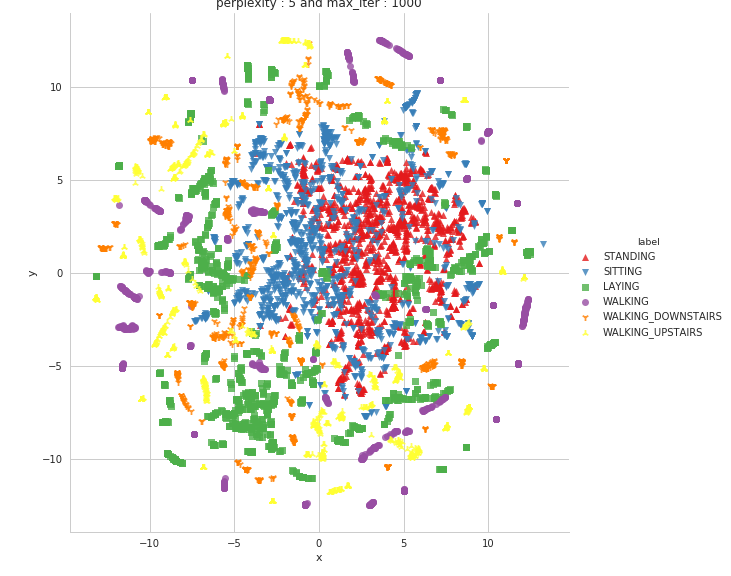 perplexity : 5 and max_iter : 1000
10
5
0
−5
−10
y
−10
−5
0
5
10
x
label
STANDING
SITTING
LAYING
WALKING
WALKING_DOWNSTAIRS
WALKING_UPSTAIRS